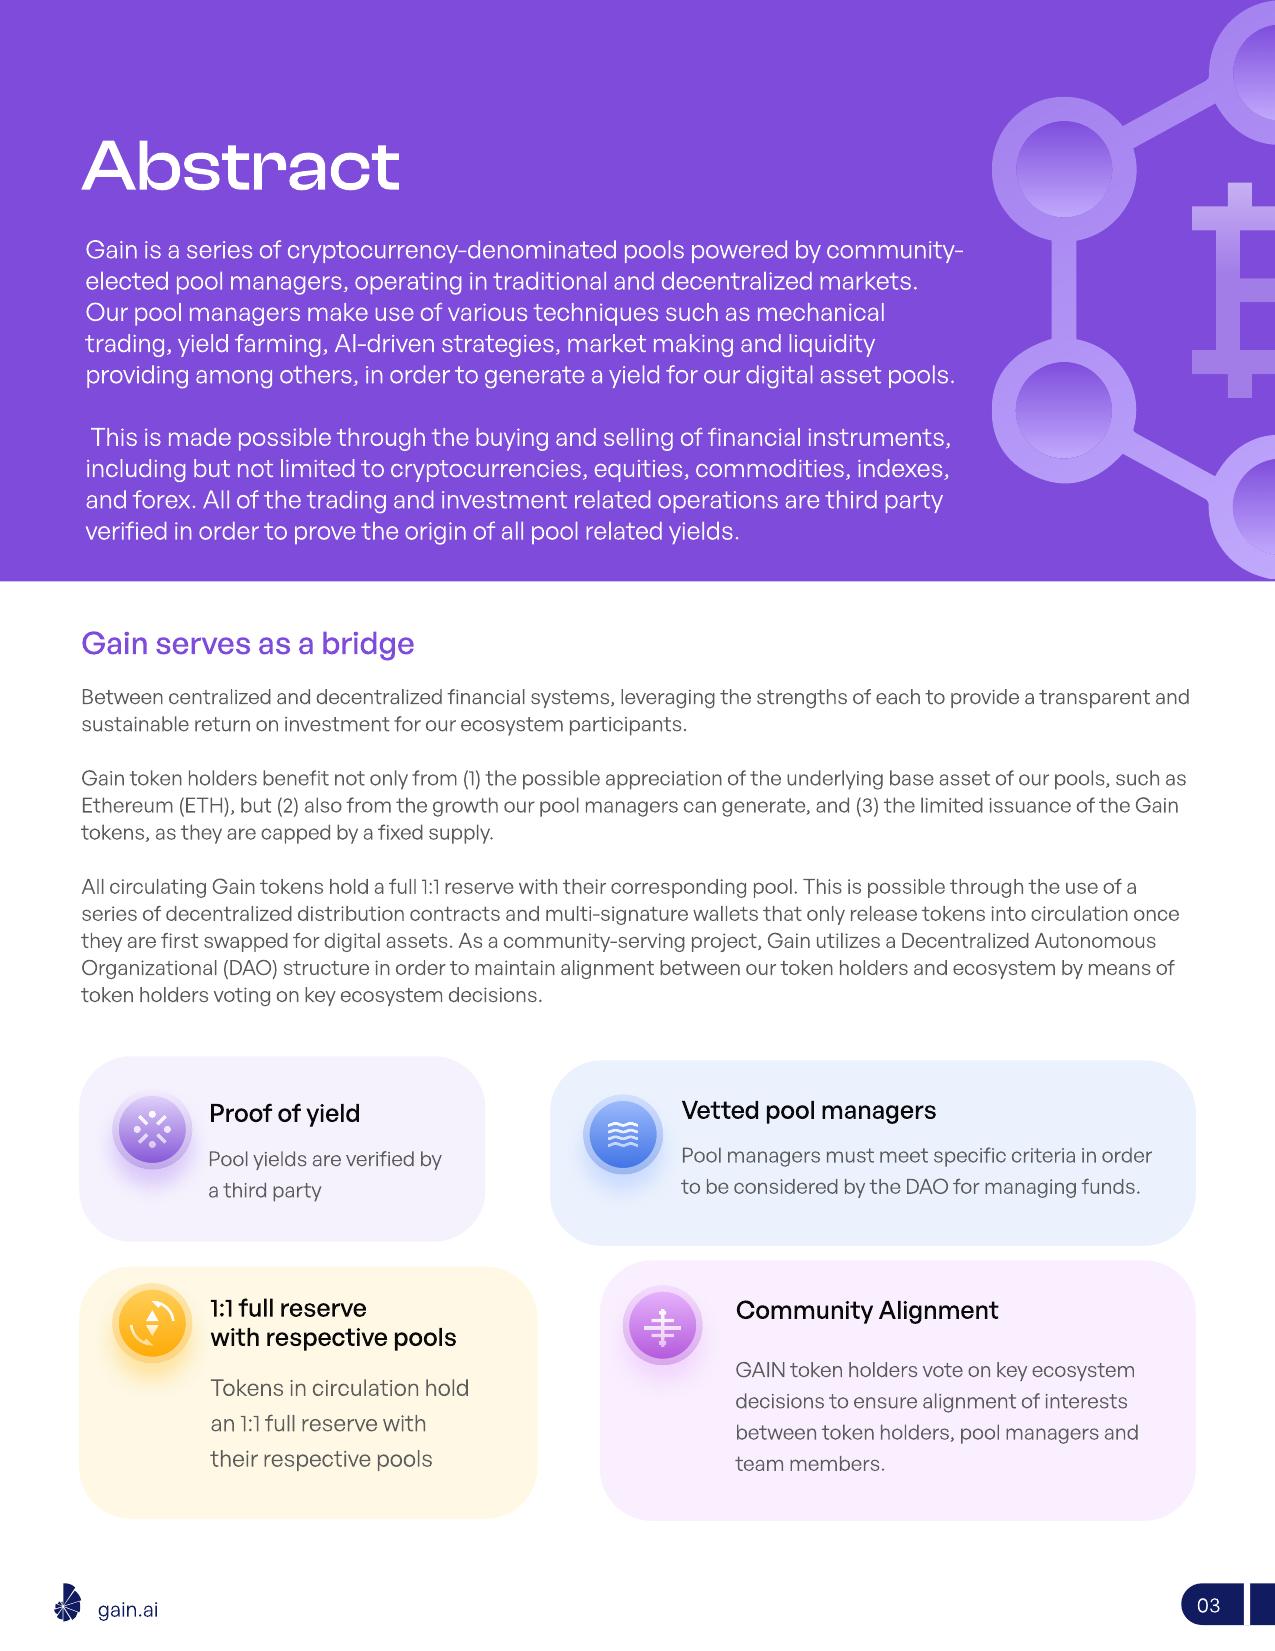 Abstract
Gain is a series of cryptocurrency-denominated pools powered by community-
elected pool managers, operating in traditional and decentralized markets.
Our pool managers make use of various techniques such as mechanical
trading, yield farming, AI-driven strategies, market making and liquidity
providing among others, in order to generate a yield for our digital asset pools.
This is made possible through the buying and selling of financial instruments,
including but not limited to cryptocurrencies, equities, commodities, indexes,
and forex. All of the trading and investment related operations are third party
verified in order to prove the origin of all pool related yields.
Gain serves as a bridge
Between centralized and decentralized financial systems, leveraging the strengths of each to provide a transparent and
sustainable return on investment for our ecosystem participants.
Gain token holders benefit not only from (1) the possible appreciation of the underlying base asset of our pools, such as
Ethereum (ETH), but (2) also from the growth our pool managers can generate, and (3) the limited issuance of the Gain
tokens, as they are capped by a fixed supply.
All circulating Gain tokens hold a full 1:1 reserve with their corresponding pool. This is possible through the use of a
series of decentralized distribution contracts and multi-signature wallets that only release tokens into circulation once
they are first swapped for digital assets. As a community-serving project, Gain utilizes a Decentralized Autonomous
Organizational (DAO) structure in order to maintain alignment between our token holders and ecosystem by means of
token holders voting on key ecosystem decisions.
Proof of yield
Pool yields are verified by
a third party
Vetted pool managers
Pool managers must meet specific criteria in order
to be considered by the DAO for managing funds.
1:1 full reserve
with respective pools
Tokens in circulation hold
an 1:1 full reserve with
their respective pools
Community Alignment
GAIN token holders vote on key ecosystem
decisions to ensure alignment of interests
between token holders, pool managers and
team members.
gain.ai
03